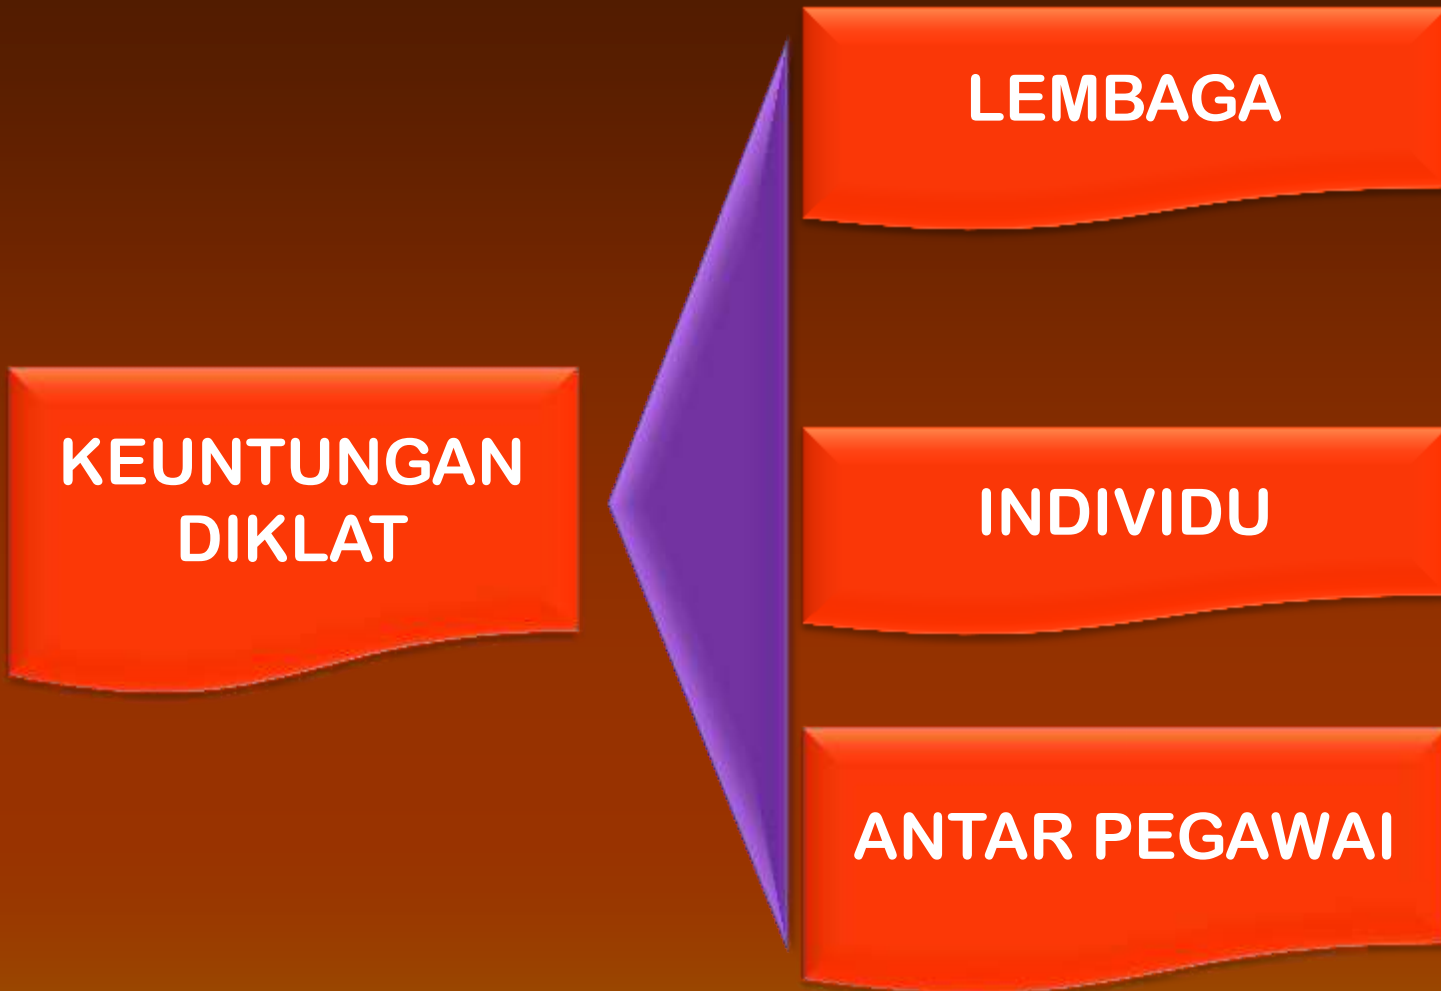 KEUNTUNGAN
DIKLAT
LEMBAGA
INDIVIDU
ANTAR PEGAWAI